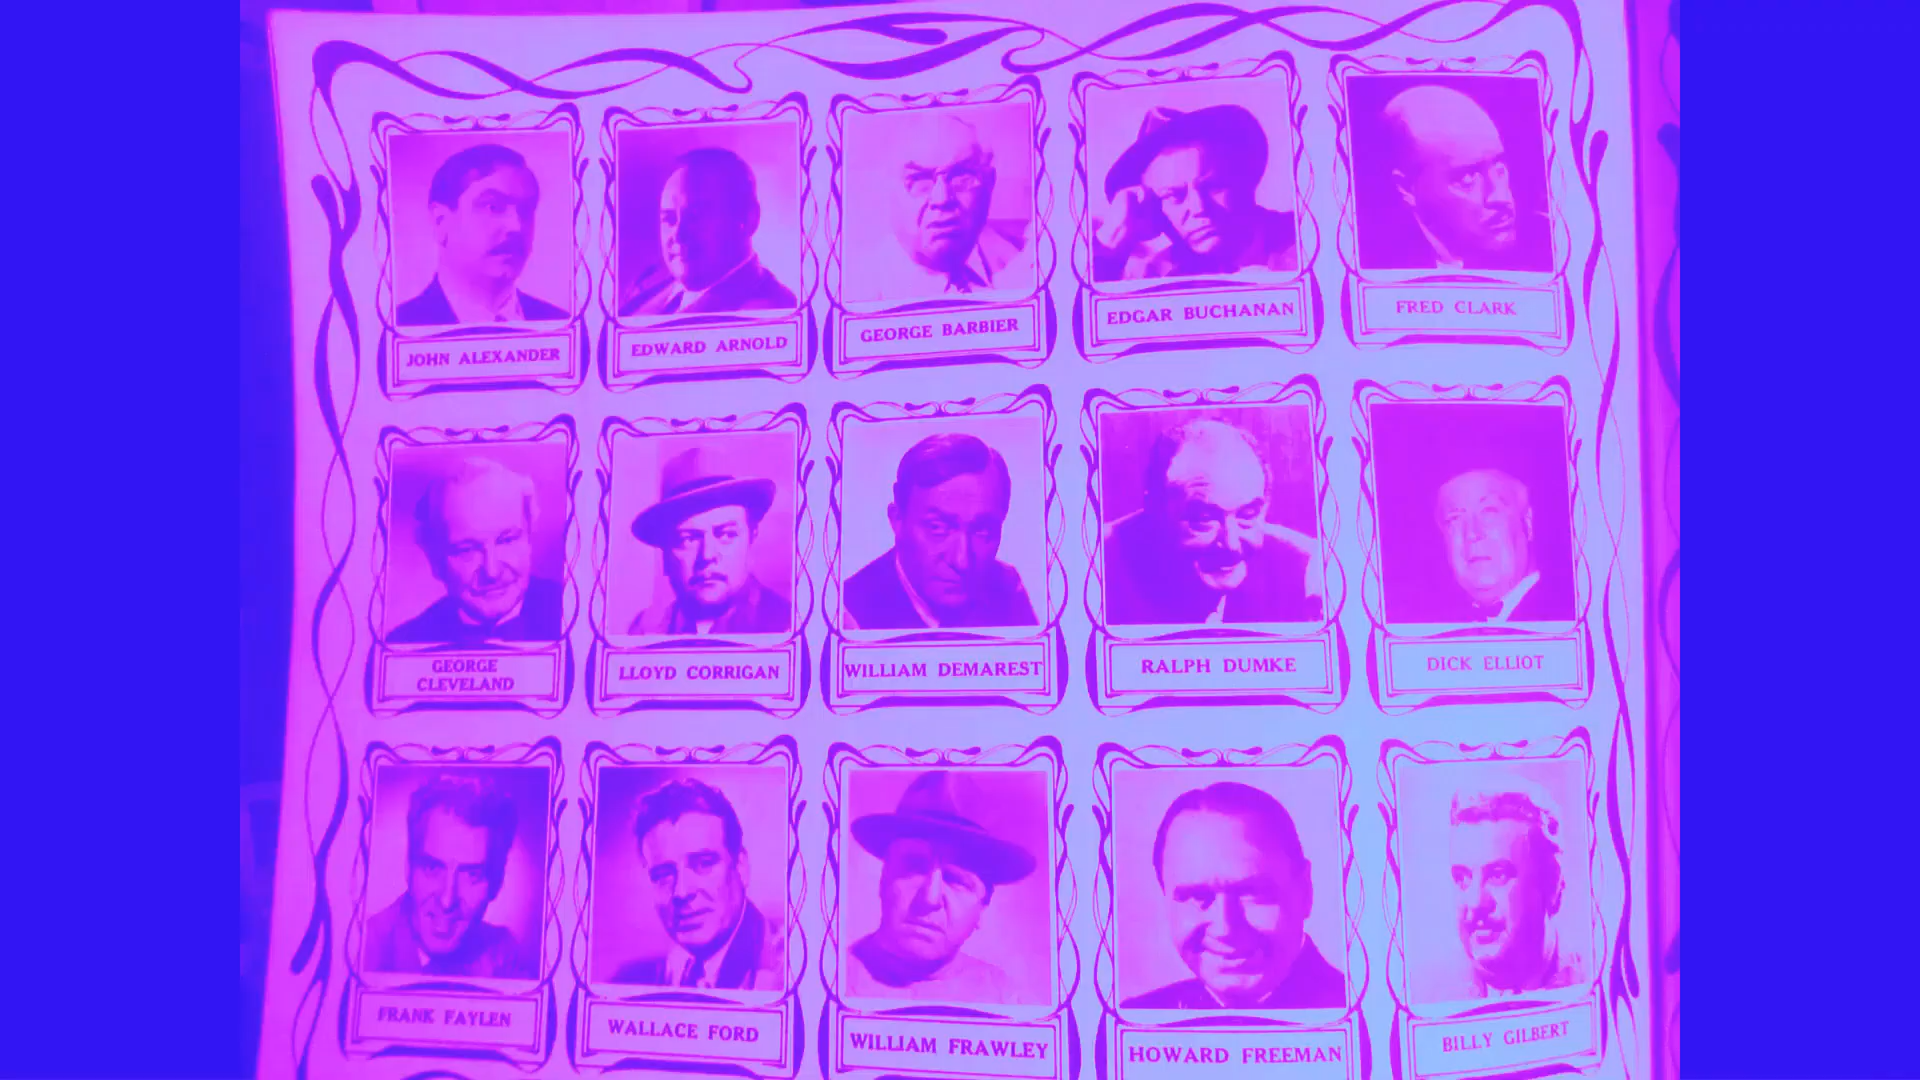 JOHN ALEXANDER
EDWARD ARNOLD
GEORGE BARBIER
EDGAR BUCHANAN
FRED CLARK
GEORGE
CLEVELAND
LLOYD CORRIGAN
WILLIAM DEMAREST
RALPH DUMKE
DICK ELLIOT
FRANK FAYLEN
WALLACE FORD
WILLIAM FRAWLEY
HOWARD FREEMAN
BILLY GILBERT